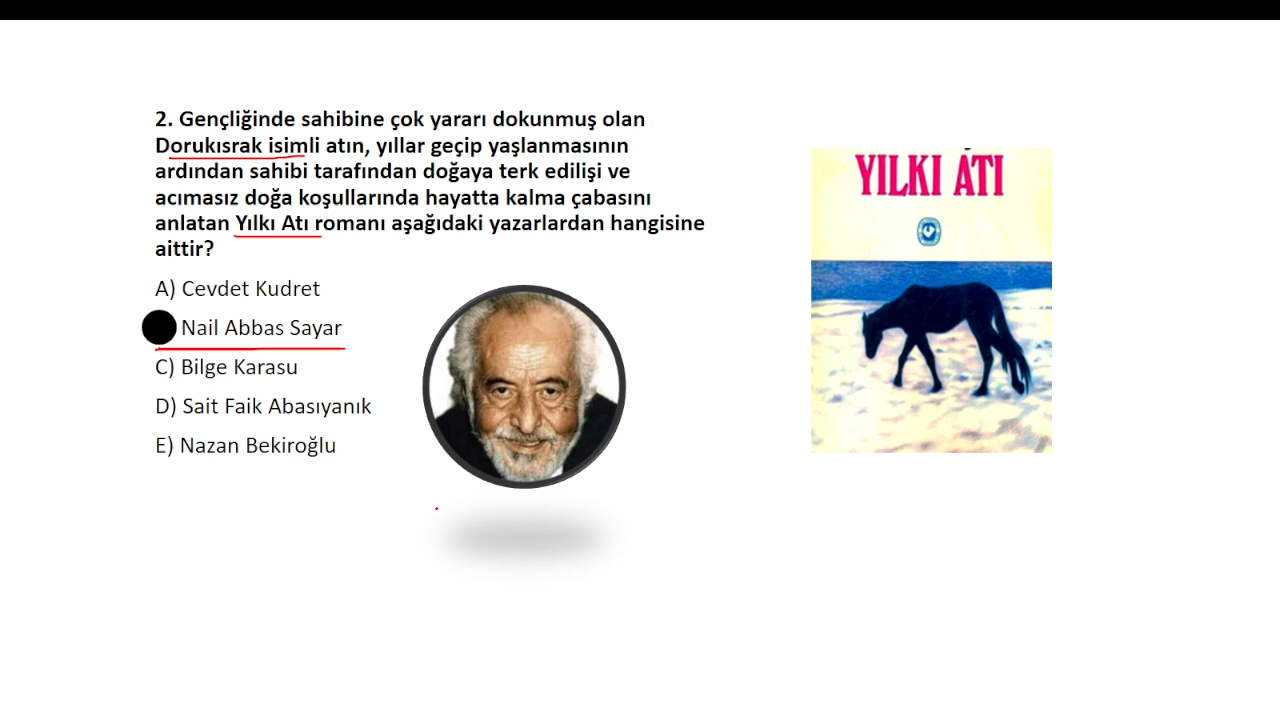 2. Gençliğinde sahibine çok yararı dokunmuş olan
Dorukısrak isimli atın, yıllar geçip yaşlanmasının
ardından sahibi tarafından doğaya terk edilişi ve
acımasız doğa koşullarında hayatta kalma çabasını
anlatan Yılkı Atı romanı aşağıdaki yazarlardan hangisine
aittir?
A) Cevdet Kudret
Nail Abbas Sayar
C) Bilge Karasu
D) Sait Faik Abasıyanık
E) Nazan Bekiroğlu
YILKI ATI